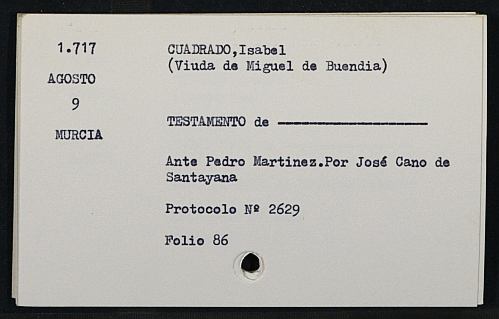 1.717
AGOSTO
9
MURCIA
CUADRADO,Isabel
(Viuda de Miguel de Buendia)
TESTAMENTO de ——————————
Ante Pedro Martinez.Por José Cano de
Santayana
Protocolo Nº 2629
Folio 86